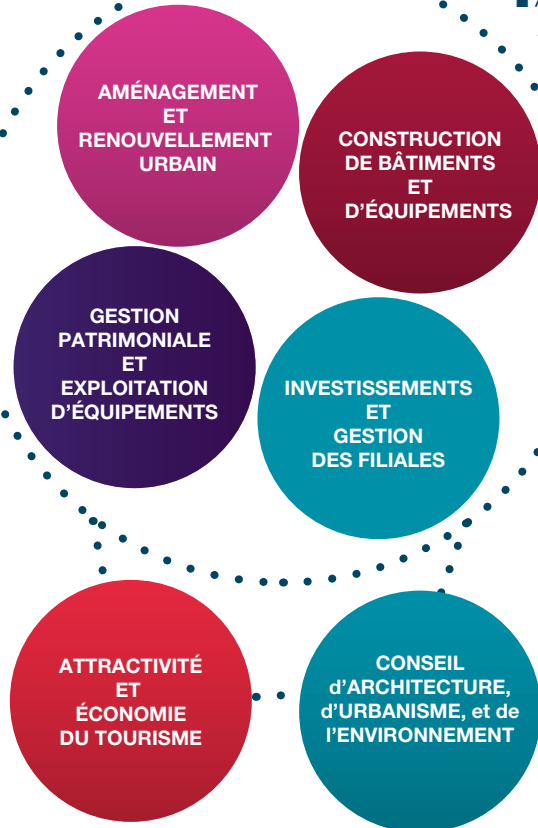 AMÉNAGEMENT
ET
RENOUVELLEMENT
URBAIN
CONSTRUCTION
DE BÂTIMENTS
ET
D'ÉQUIPEMENTS
GESTION
PATRIMONIALE
ET
EXPLOITATION
D'ÉQUIPEMENTS
INVESTISSEMENTS
ET
GESTION
DES FILIALES
ATTRACTIVITÉ
ET
ÉCONOMIE
DU TOURISME
CONSEIL
d'ARCHITECTURE,
d'URBANISME, et de
l'ENVIRONNEMENT